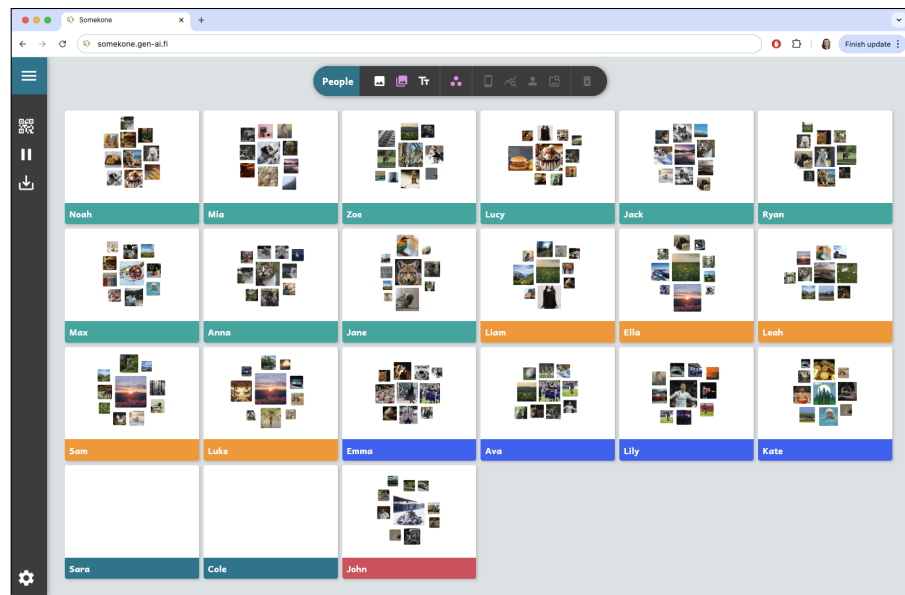 Somekone
somekone.gen-ai.fi
Finish update
People
Noah
Mia
Zoe
Lucy
Jack
Ryan
Max
Anna
Jane
Liam
Ella
Leah
Sam
Luke
Emma
Ava
Lily
Kate
Sara
Cole
John